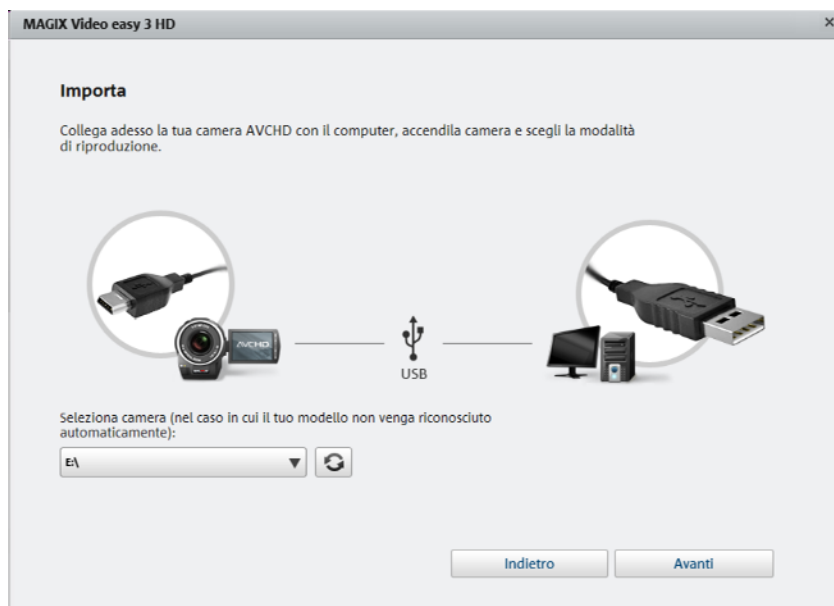 MAGIX Video easy 3 HD
Importa
Collega adesso la tua camera AVCHD con il computer, accendila camera e scegli la modalità
di riproduzione.
AVCHD
USB
Seleziona camera (nel caso in cui il tuo modello non venga riconosciuto
automaticamente):
E:\
Indietro
Avanti